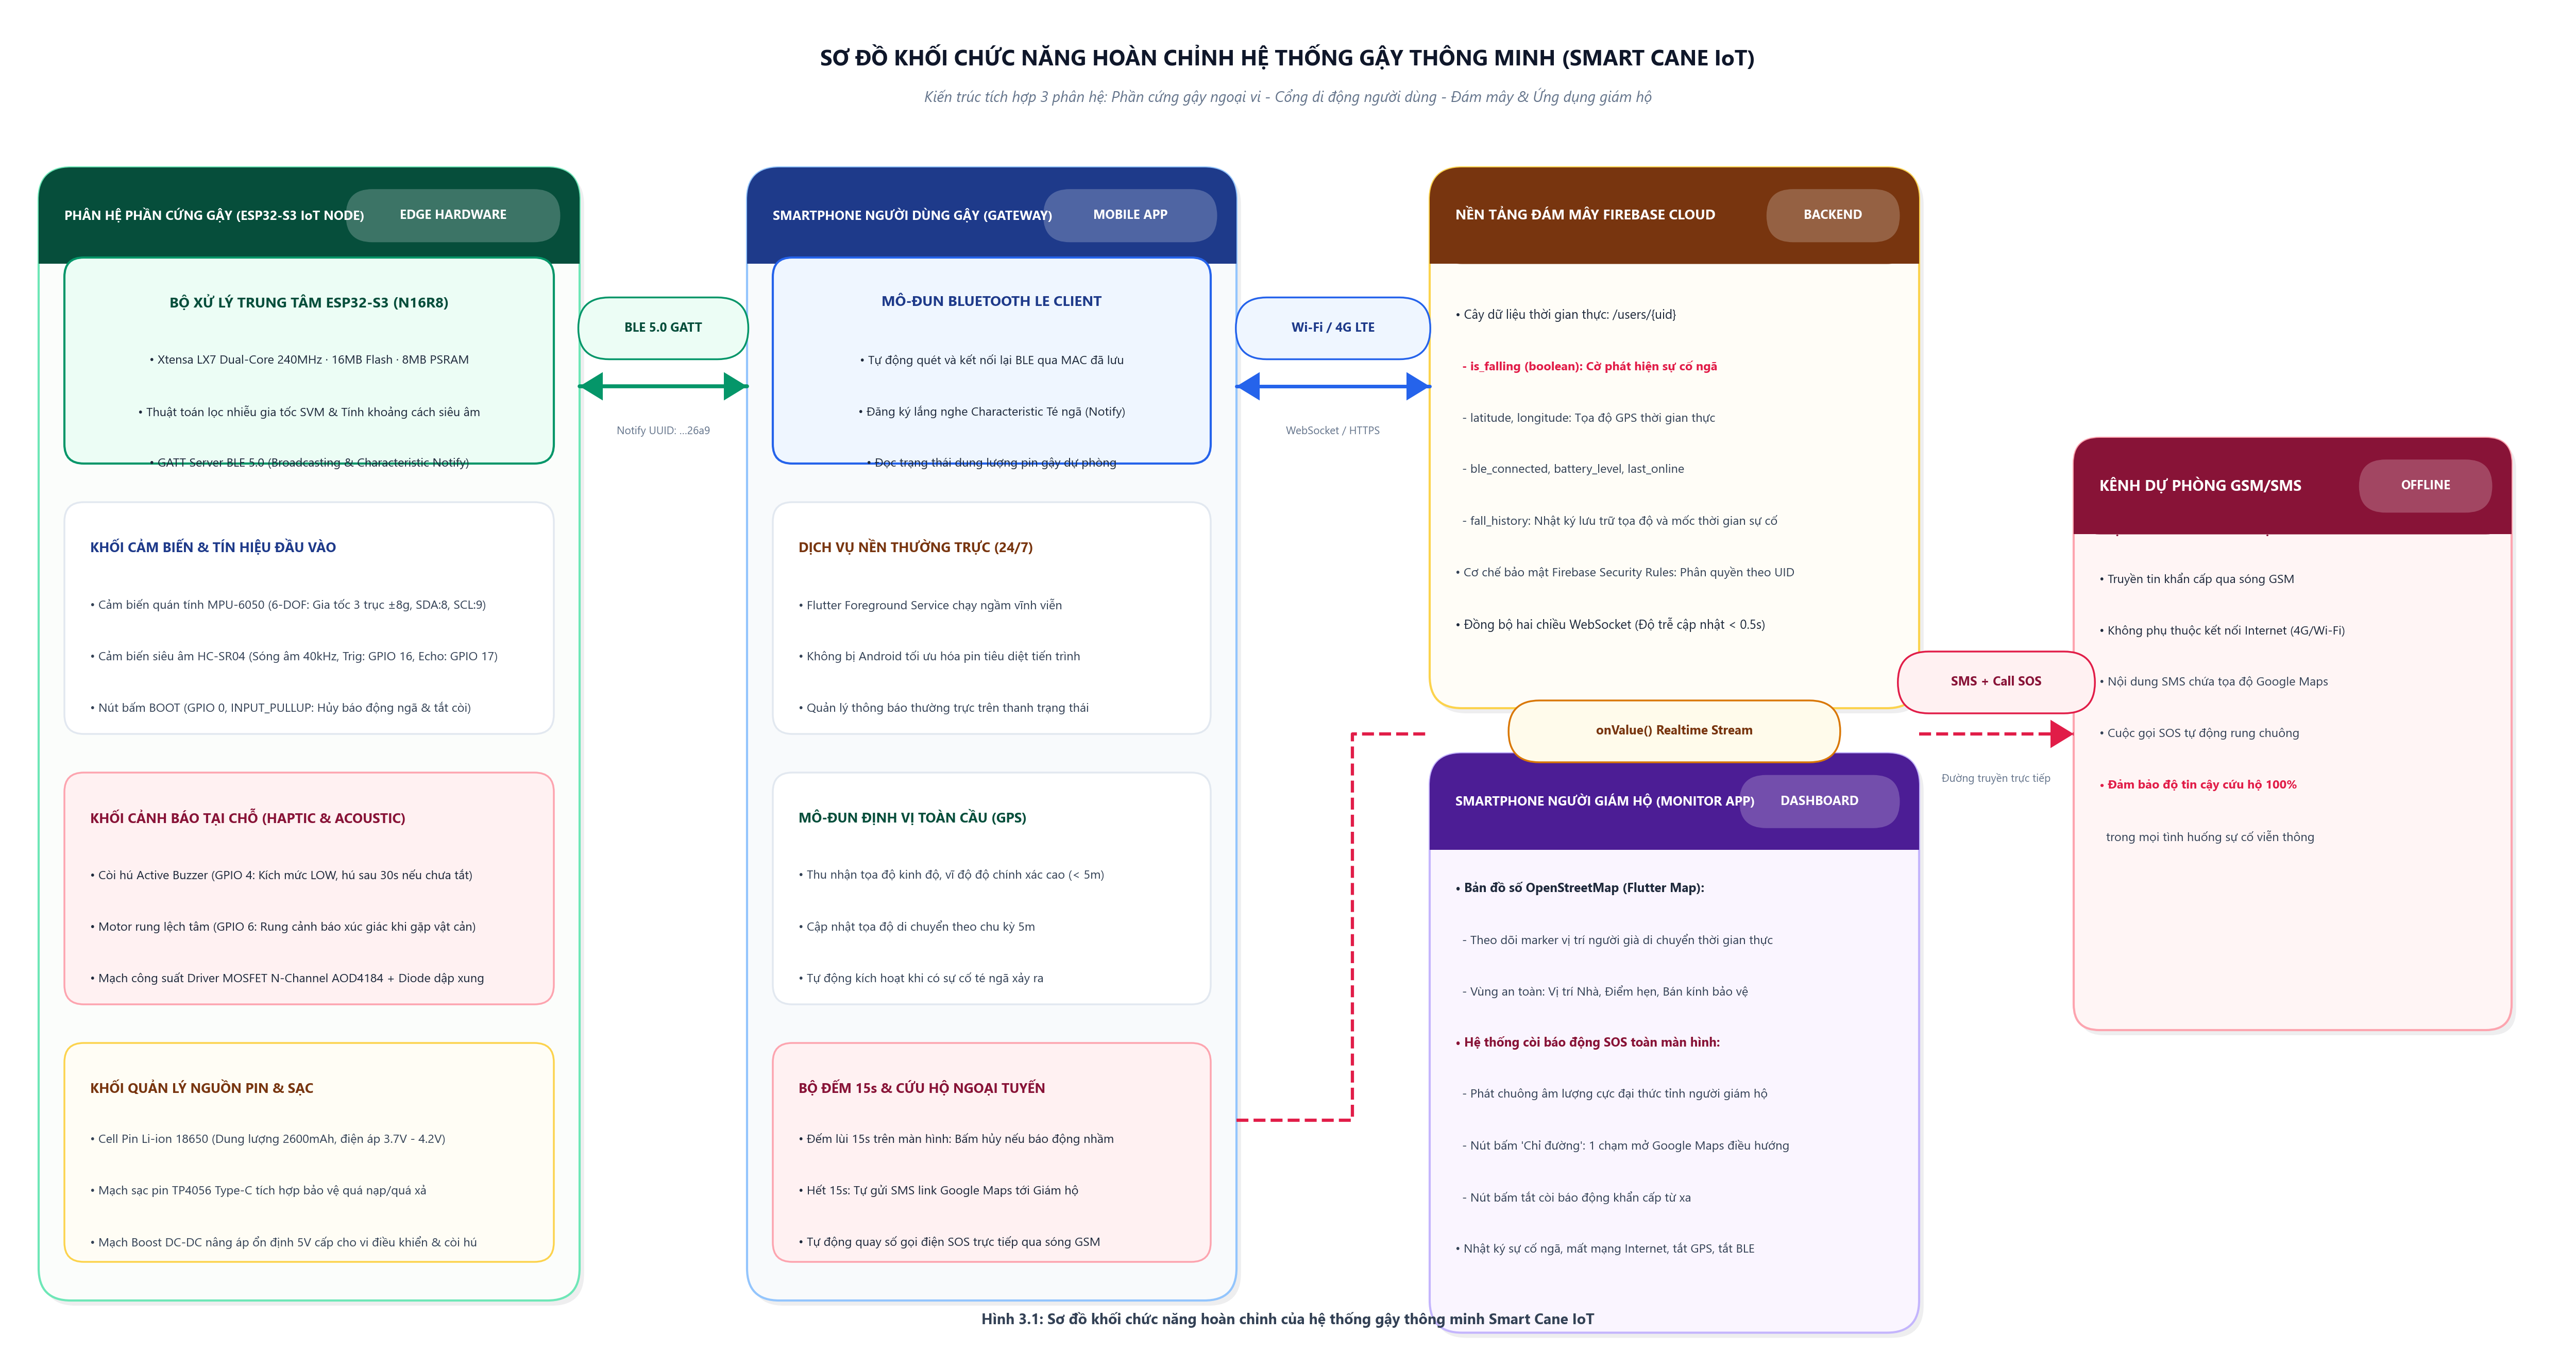 SƠ ĐỒ KHỐI CHỨC NĂNG HOÀN CHỈNH HỆ THỐNG GẬY THÔNG MINH (SMART CANE IoT)
Kiến trúc tích hợp 3 phân hệ: Phần cứng gậy ngoại vi - Cổng di động người dùng - Đám mây & Ứng dụng giám hộ
PHÂN HỆ PHẦN CỨNG GẬY (ESP32-S3 IoT NODE)
EDGE HARDWARE
BỘ XỬ LÝ TRUNG TÂM ESP32-S3 (N16R8)
• Xtensa LX7 Dual-Core 240MHz · 16MB Flash · 8MB PSRAM
• Thuật toán lọc nhiễu gia tốc SVM & Tính khoảng cách siêu âm
• GATT Server BLE 5.0 (Broadcasting & Characteristic Notify)
KHỐI CẢM BIẾN & TÍN HIỆU ĐẦU VÀO
• Cảm biến quán tính MPU-6050 (6-DOF: Gia tốc 3 trục ±8g, SDA:8, SCL:9)
• Cảm biến siêu âm HC-SR04 (Sóng âm 40kHz, Trig: GPIO 16, Echo: GPIO 17)
• Nút bấm BOOT (GPIO 0, INPUT_PULLUP: Hủy báo động ngã & tắt còi)
KHỐI CẢNH BÁO TẠI CHỖ (HAPTIC & ACOUSTIC)
• Còi hú Active Buzzer (GPIO 4: Kích mức LOW, hú sau 30s nếu chưa tắt)
• Motor rung lệch tâm (GPIO 6: Rung cảnh báo xúc giác khi gặp vật cản)
• Mạch công suất Driver MOSFET N-Channel AOD4184 + Diode dập xung
KHỐI QUẢN LÝ NGUỒN PIN & SẠC
• Cell Pin Li-ion 18650 (Dung lượng 2600mAh, điện áp 3.7V - 4.2V)
• Mạch sạc pin TP4056 Type-C tích hợp bảo vệ quá nạp/quá xả
• Mạch Boost DC-DC nâng áp ổn định 5V cấp cho vi điều khiển & còi hú
BLE 5.0 GATT
Notify UUID: ...26a9
SMARTPHONE NGƯỜI DÙNG GẬY (GATEWAY)
MOBILE APP
MÔ-ĐUN BLUETOOTH LE CLIENT
• Tự động quét và kết nối lại BLE qua MAC đã lưu
• Đăng ký lắng nghe Characteristic Té ngã (Notify)
• Đọc trạng thái dung lượng pin gậy dự phòng
DỊCH VỤ NỀN THƯỜNG TRỰC (24/7)
• Flutter Foreground Service chạy ngầm vĩnh viễn
• Không bị Android tối ưu hóa pin tiêu diệt tiến trình
• Quản lý thông báo thường trực trên thanh trạng thái
MÔ-ĐUN ĐỊNH VỊ TOÀN CẦU (GPS)
• Thu nhận tọa độ kinh độ, vĩ độ độ chính xác cao (< 5m)
• Cập nhật tọa độ di chuyển theo chu kỳ 5m
• Tự động kích hoạt khi có sự cố té ngã xảy ra
BỘ ĐẾM 15s & CỨU HỘ NGOẠI TUYẾN
• Đếm lùi 15s trên màn hình: Bấm hủy nếu báo động nhầm
• Hết 15s: Tự gửi SMS link Google Maps tới Giám hộ
• Tự động quay số gọi điện SOS trực tiếp qua sóng GSM
Wi-Fi / 4G LTE
WebSocket / HTTPS
NỀN TẢNG ĐÁM MÂY FIREBASE CLOUD
BACKEND
• Cây dữ liệu thời gian thực: /users/{uid}
- is_falling (boolean): Cờ phát hiện sự cố ngã
- latitude, longitude: Tọa độ GPS thời gian thực
- ble_connected, battery_level, last_online
- fall_history: Nhật ký lưu trữ tọa độ và mốc thời gian sự cố
• Cơ chế bảo mật Firebase Security Rules: Phân quyền theo UID
• Đồng bộ hai chiều WebSocket (Độ trễ cập nhật < 0.5s)
onValue() Realtime Stream
SMARTPHONE NGƯỜI GIÁM HỘ (MONITOR APP)
DASHBOARD
• Bản đồ số OpenStreetMap (Flutter Map):
- Theo dõi marker vị trí người già di chuyển thời gian thực
- Vùng an toàn: Vị trí Nhà, Điểm hẹn, Bán kính bảo vệ
• Hệ thống còi báo động SOS toàn màn hình:
- Phát chuông âm lượng cực đại thức tỉnh người giám hộ
- Nút bấm 'Chỉ đường': 1 chạm mở Google Maps điều hướng
- Nút bấm tắt còi báo động khẩn cấp từ xa
• Nhật ký sự cố ngã, mất mạng Internet, tắt GPS, tắt BLE
SMS + Call SOS
Đường truyền trực tiếp
KÊNH DỰ PHÒNG GSM/SMS
OFFLINE
• Truyền tin khẩn cấp qua sóng GSM
• Không phụ thuộc kết nối Internet (4G/Wi-Fi)
• Nội dung SMS chứa tọa độ Google Maps
• Cuộc gọi SOS tự động rung chuông
• Đảm bảo độ tin cậy cứu hộ 100%
trong mọi tình huống sự cố viễn thông
Hình 3.1: Sơ đồ khối chức năng hoàn chỉnh của hệ thống gậy thông minh Smart Cane IoT